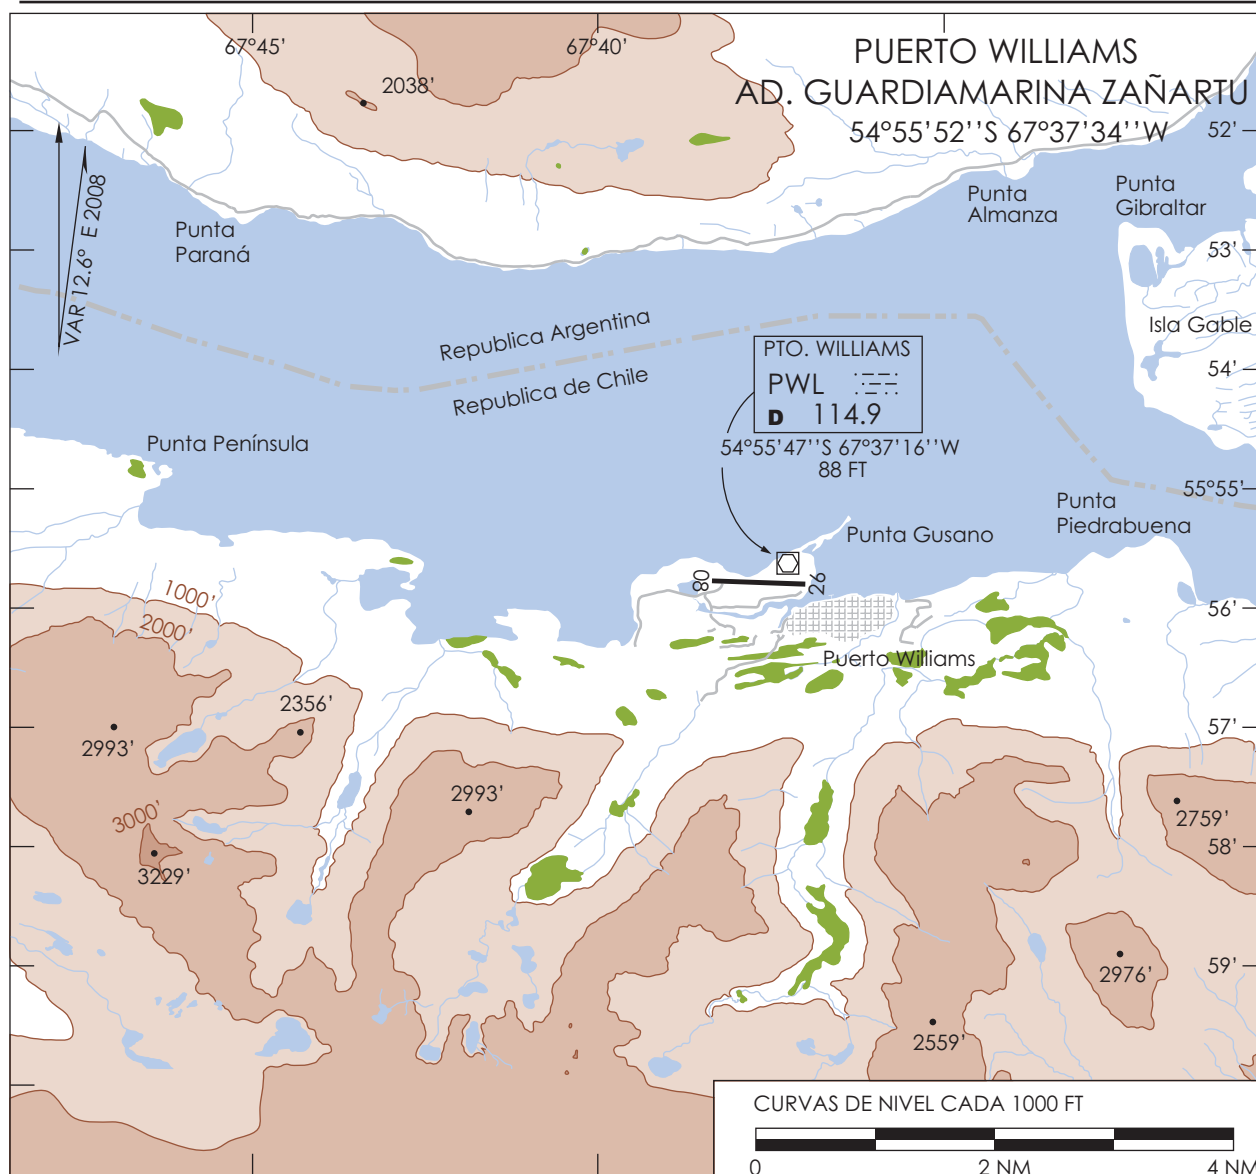 67°45'
67°40'
PUERTO WILLIAMS
AD. GUARDIAMARINA ZAÑARTU
54°55'52''S 67°37'34''W
2038'
52'
VAR 12.6° E 2008
Punta
Paraná
Punta
Almanza
Punta
Gibraltar
53'
Isla Gable
Republica Argentina
Republica de Chile
54'
PTO. WILLIAMS
PWL
D 114.9
54°55'47''S 67°37'16''W
88 FT
Punta Península
55°55'
Punta
Piedrabuena
Punta Gusano
08
26
56'
1000'
2000'
Puerto Williams
2356'
2993'
57'
2993'
2759'
3000'
3229'
58'
2976'
59'
2559'
CURVAS DE NIVEL CADA 1000 FT
0 2 NM 4 NM